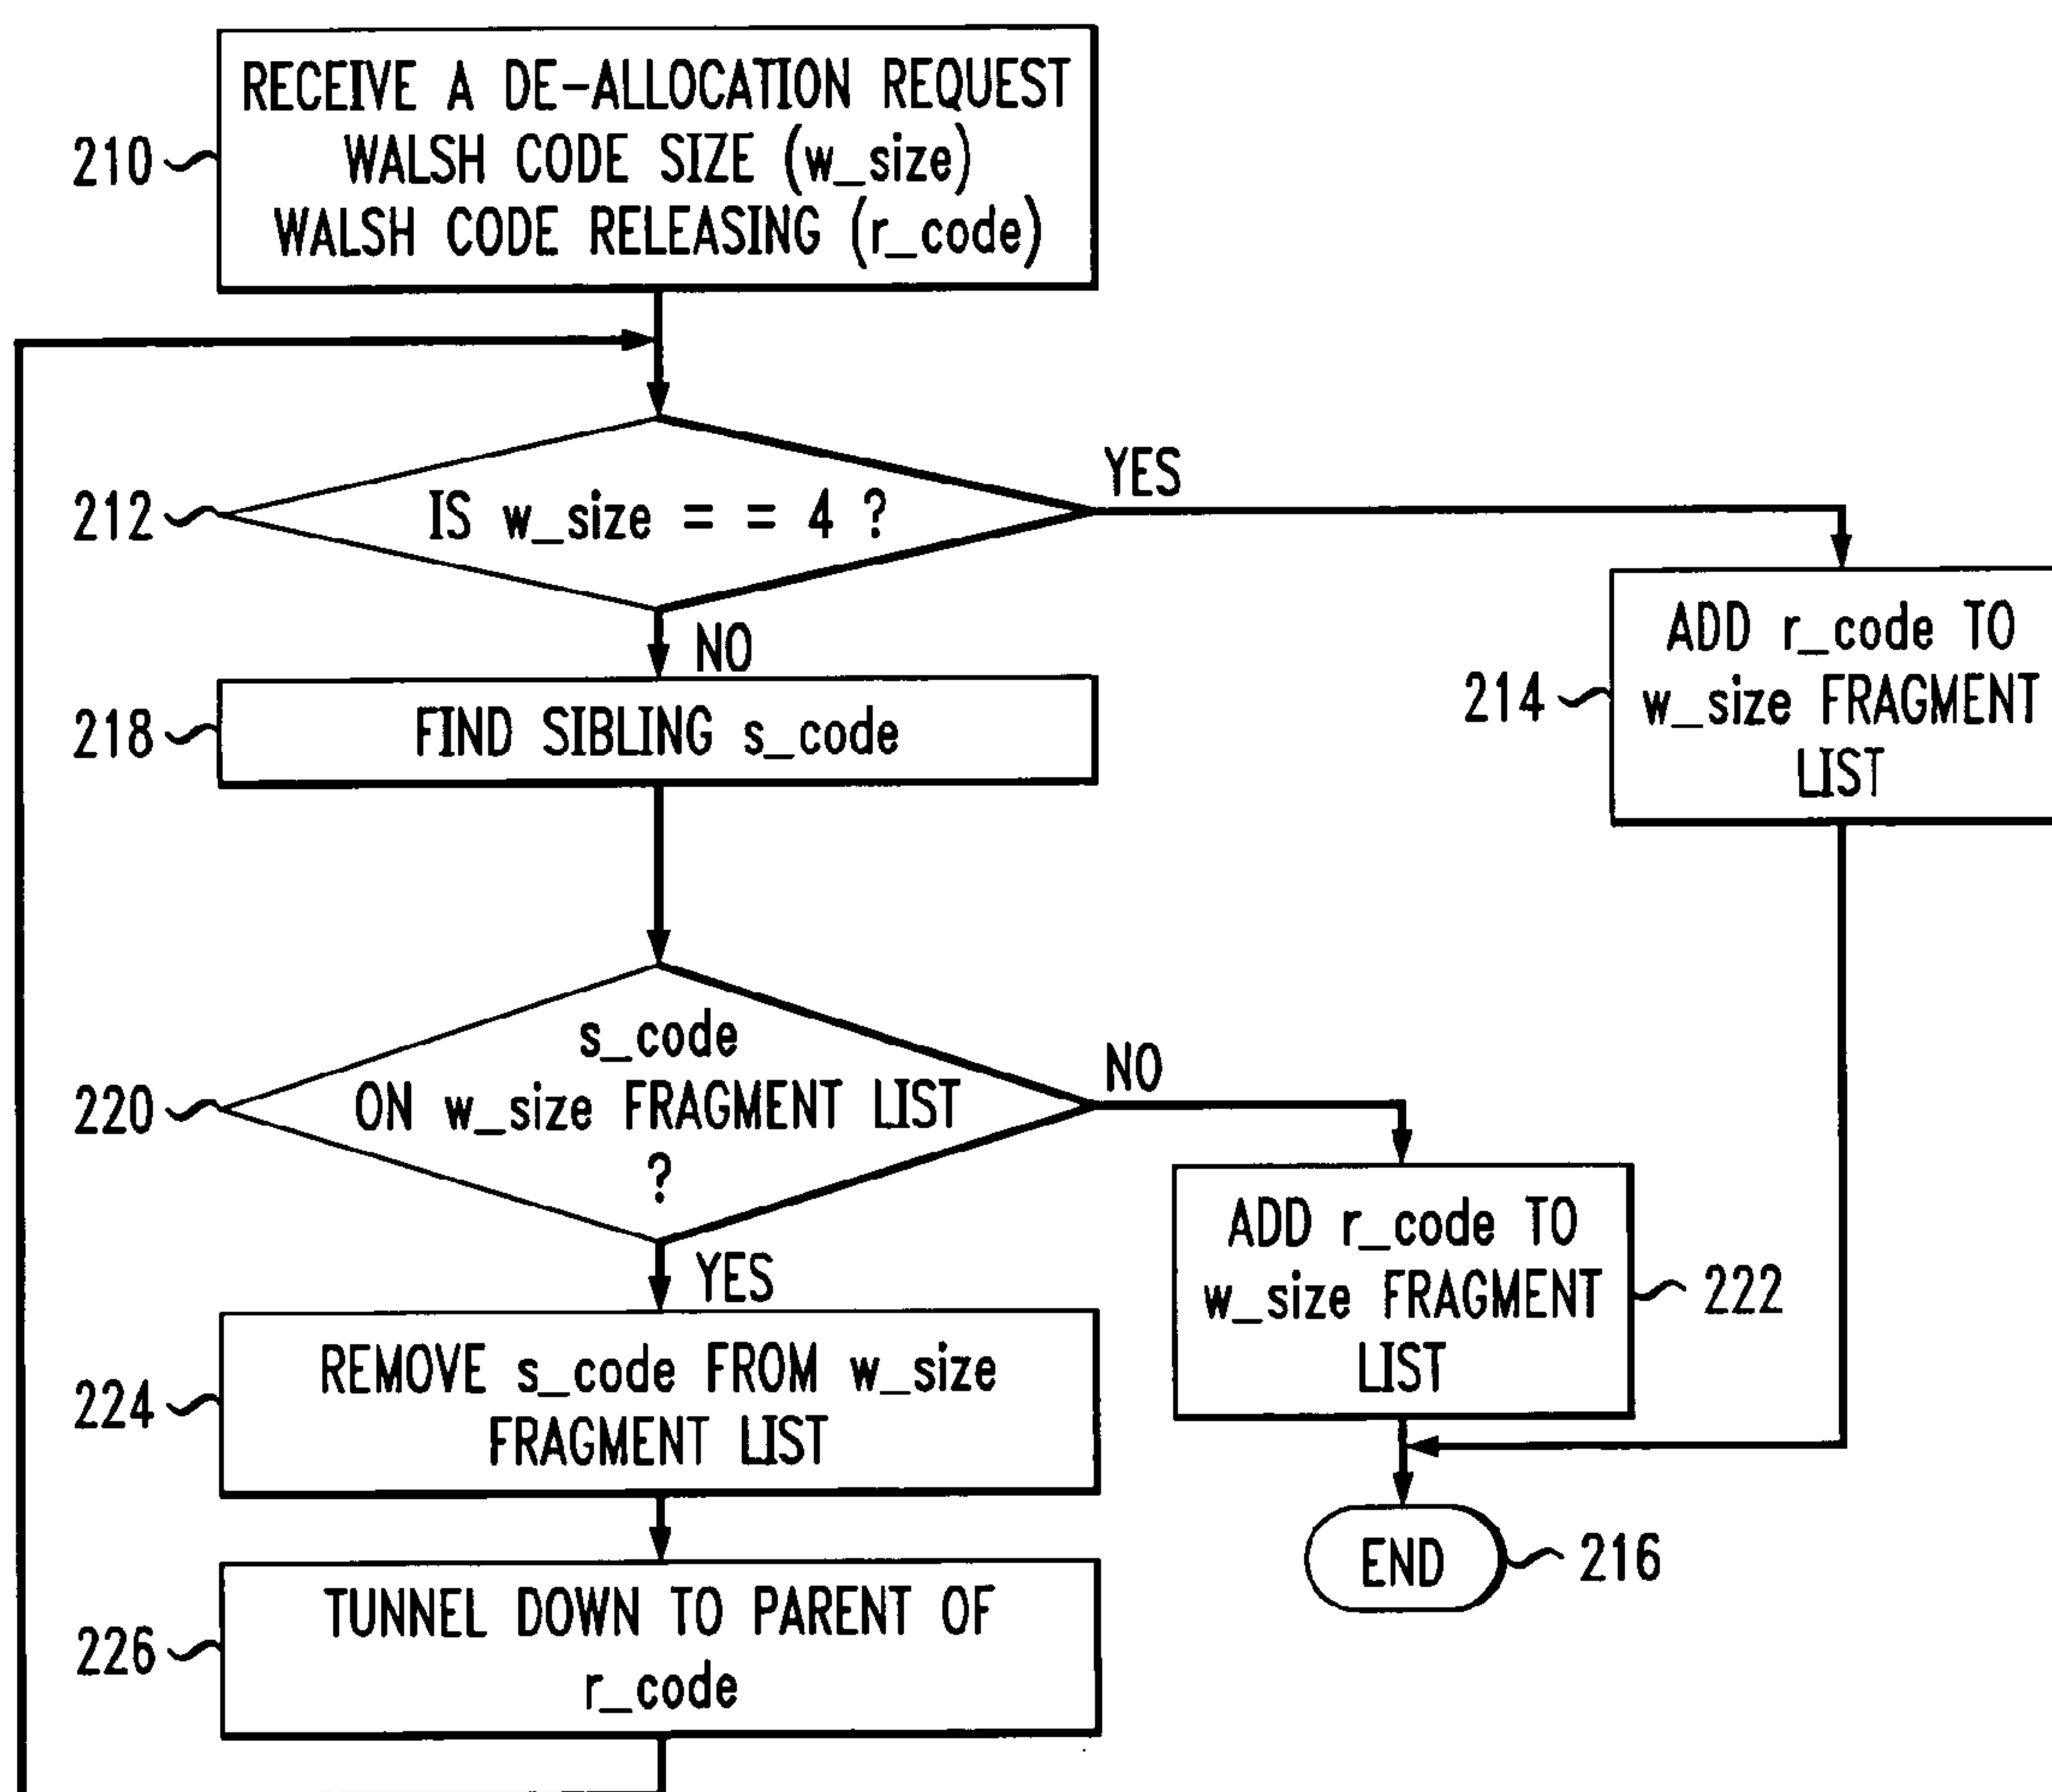 RECEIVE A DE-ALLOCATION REQUEST
WALSH CODE SIZE (w_size)
WALSH CODE RELEASING (r_code)
210
212
IS w_size = = 4 ?
YES
NO
218
FIND SIBLING s_code
214
ADD r_code TO
w_size FRAGMENT
LIST
220
s_code
ON w_size FRAGMENT LIST
?
NO
YES
222
ADD r_code TO
w_size FRAGMENT
LIST
224
REMOVE s_code FROM w_size
FRAGMENT LIST
END
216
226
TUNNEL DOWN TO PARENT OF
r_code